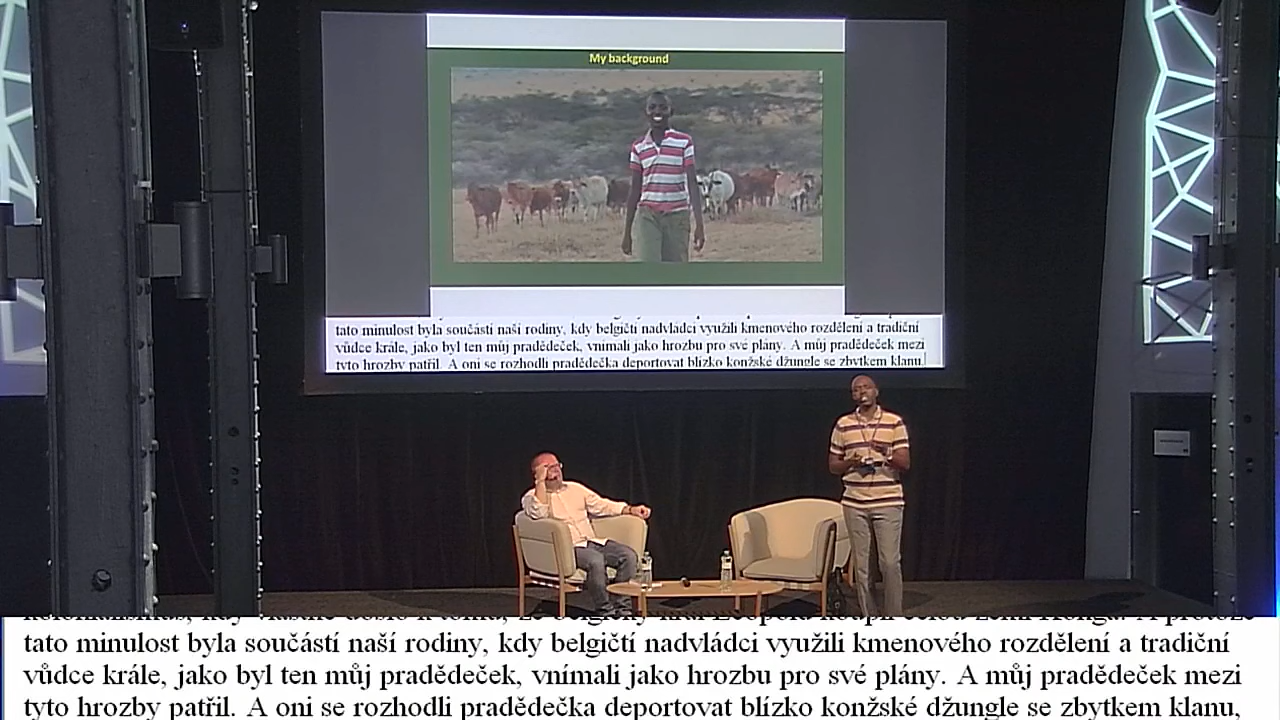 My background
tato minulost byla součástí naší rodiny, kdy belgičtí nadvládci využili kmenového rozdělení a tradiční
vůdce krále, jako byl ten můj pradědeček, vnímali jako hrozbu pro své plány. A můj pradědeček mezi
tyto hrozby patřil. A oni se rozhodli pradědečka deportovat blízko konžské džungle se zbytkem klanu,
tato minulost byla součástí naší rodiny, kdy belgičtí nadvládci využili kmenového rozdělení a tradiční
vůdce krále, jako byl ten můj pradědeček, vnímali jako hrozbu pro své plány. A můj pradědeček mezi
tyto hrozby patřil. A oni se rozhodli pradědečka deportovat blízko konžské džungle se zbytkem klanu,